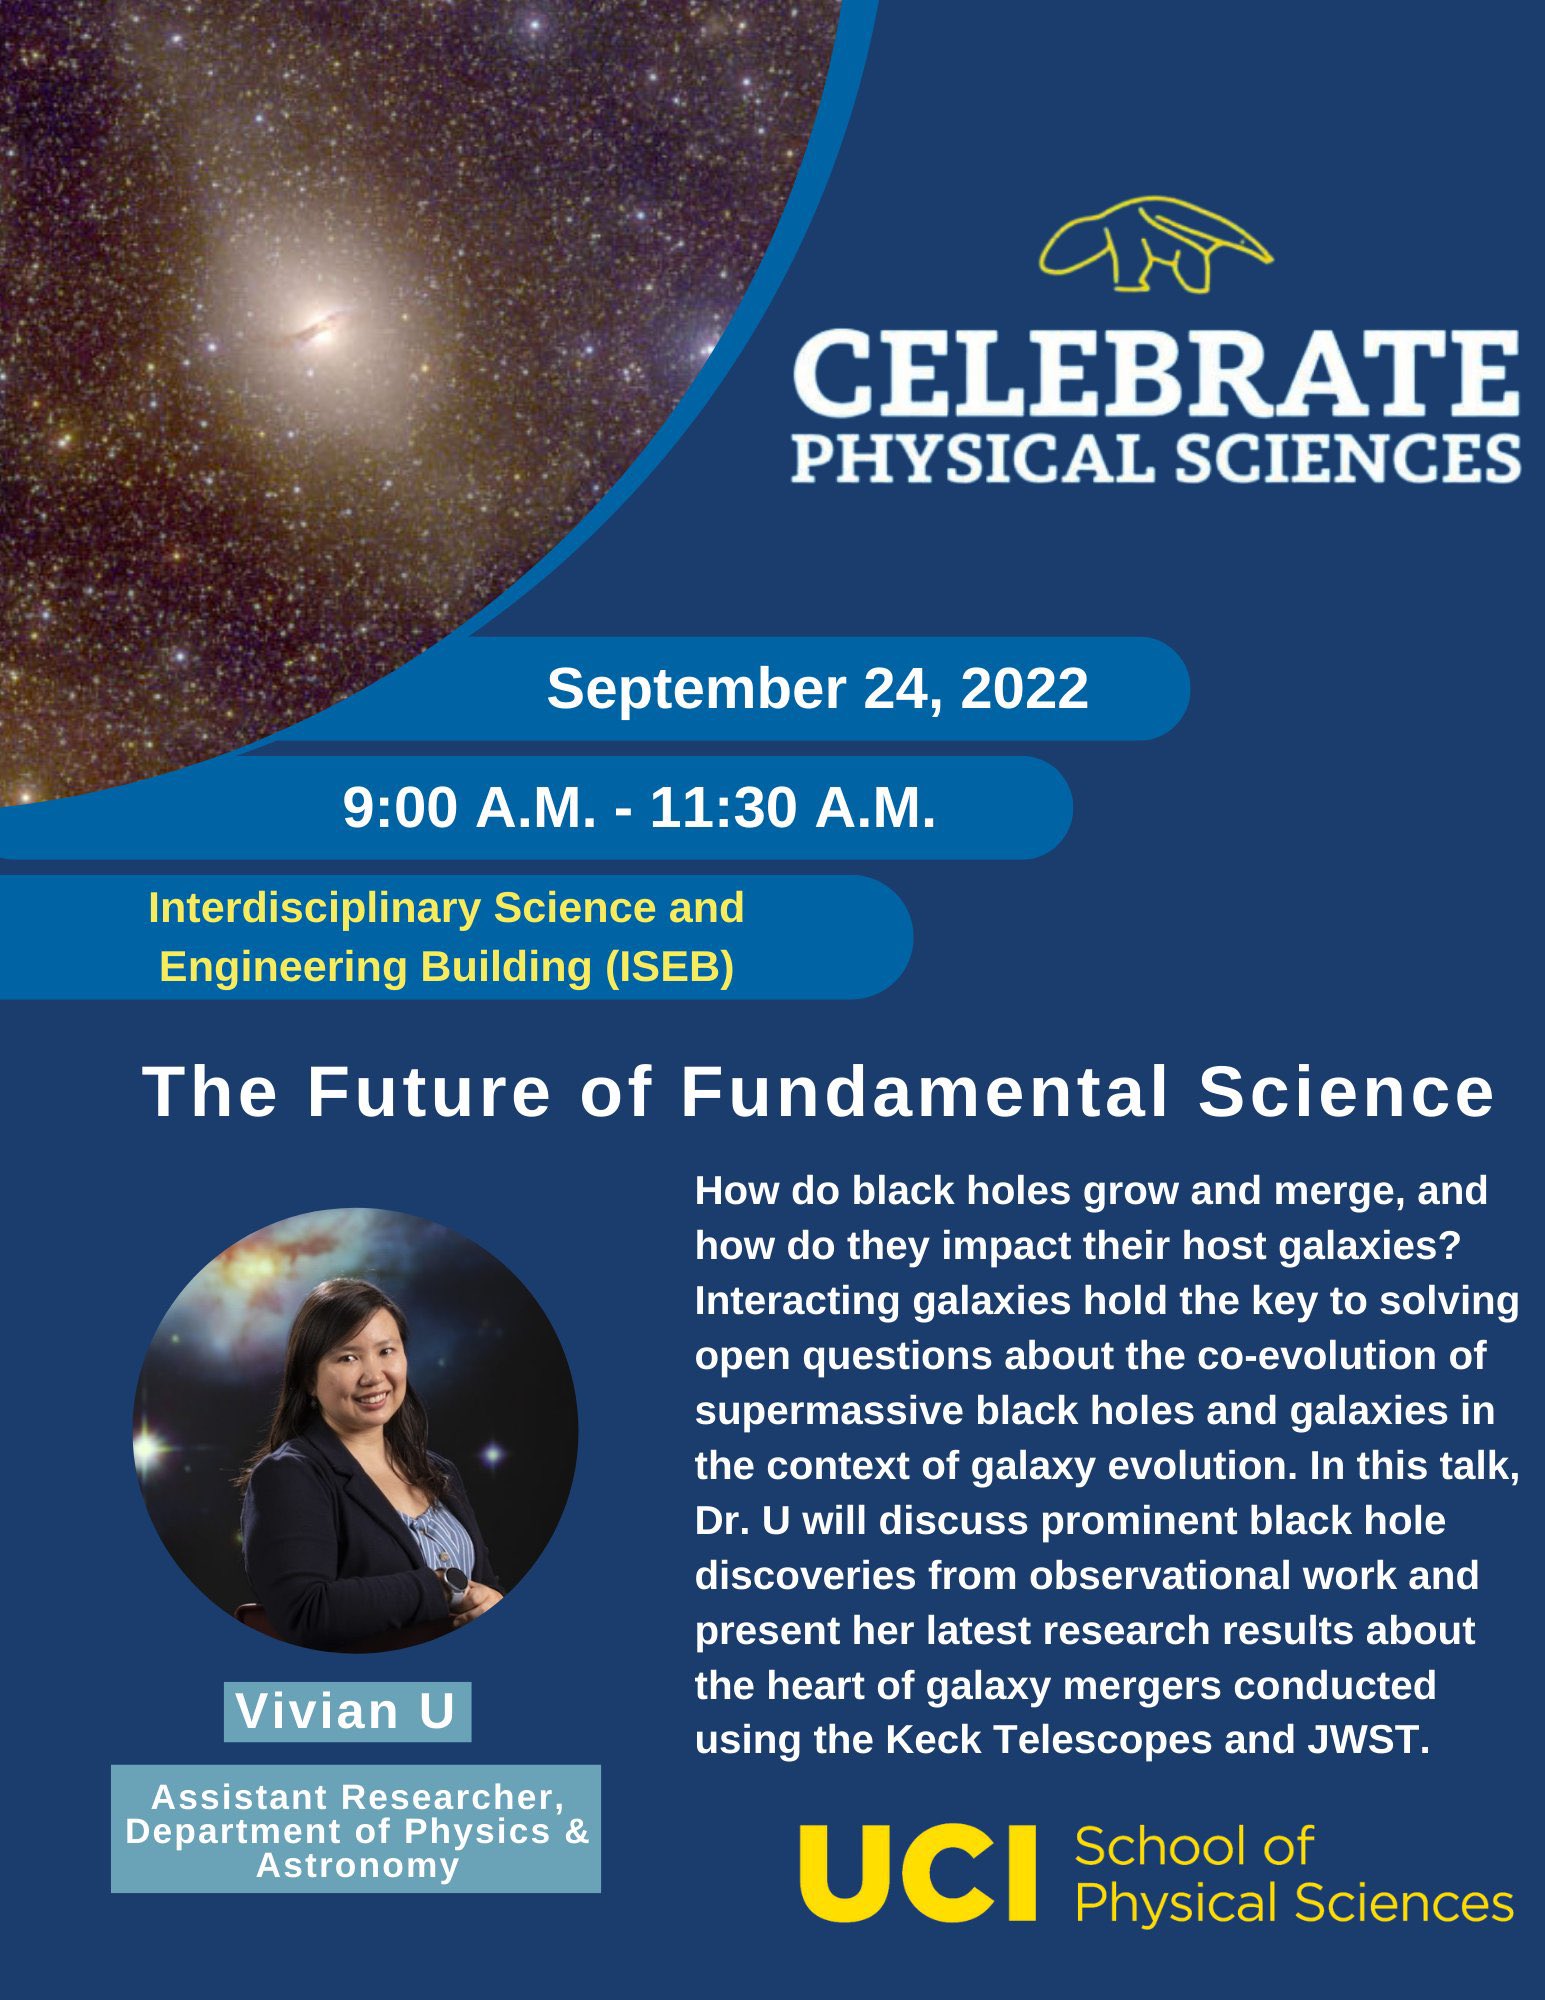 CELEBRATE
PHYSICAL SCIENCES
September 24, 2022
9:00 A.M. - 11:30 A.M.
Interdisciplinary Science and
Engineering Building (ISEB)
The Future of Fundamental Science
How do black holes grow and merge, and
how do they impact their host galaxies?
Interacting galaxies hold the key to solving
open questions about the co-evolution of
supermassive black holes and galaxies in
the context of galaxy evolution. In this talk,
Dr. U will discuss prominent black hole
discoveries from observational work and
present her latest research results about
the heart of galaxy mergers conducted
using the Keck Telescopes and JWST.
Vivian U
Assistant Researcher,
Department of Physics &
Astronomy
UCI School of
Physical Sciences